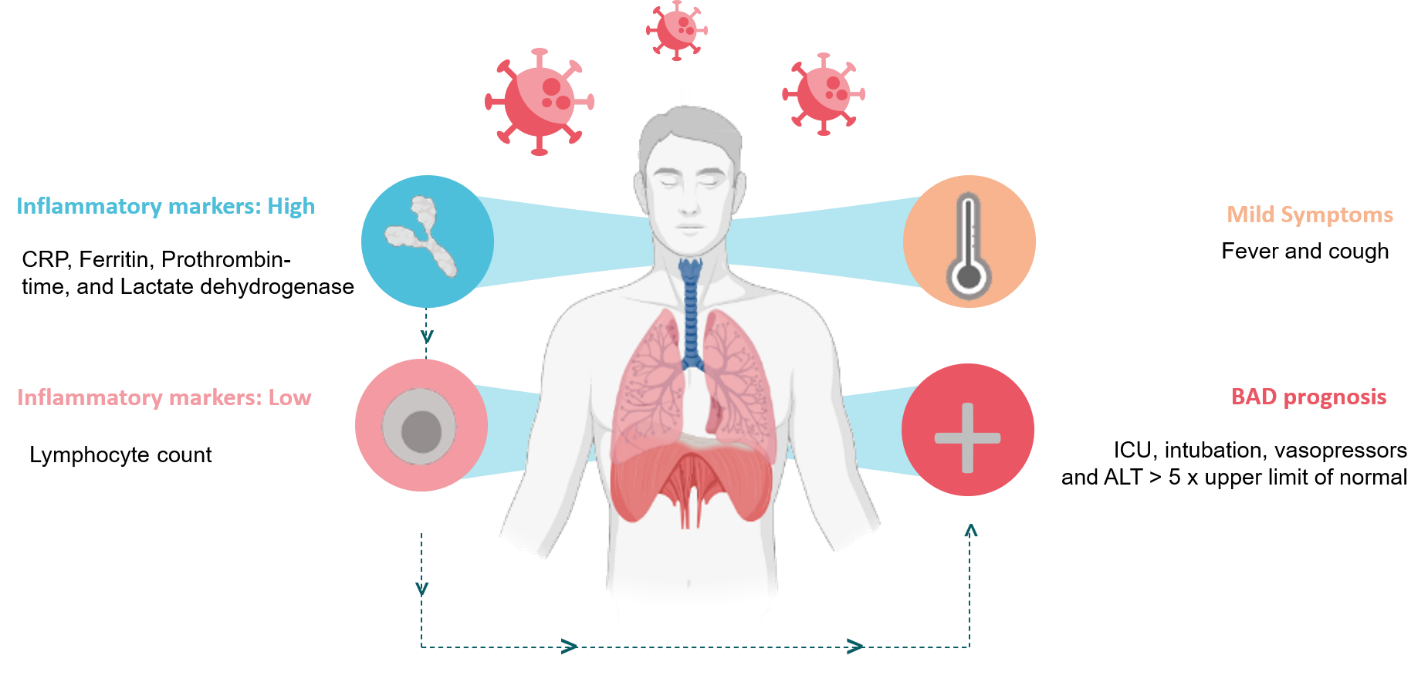 Inflammatory markers: High
CRP, Ferritin, Prothrombin-
time, and Lactate dehydrogenase
Inflammatory markers: Low
Lymphocyte count
Mild Symptoms
Fever and cough
BAD prognosis
ICU, intubation, vasopressors
and ALT > 5 x upper limit of normal